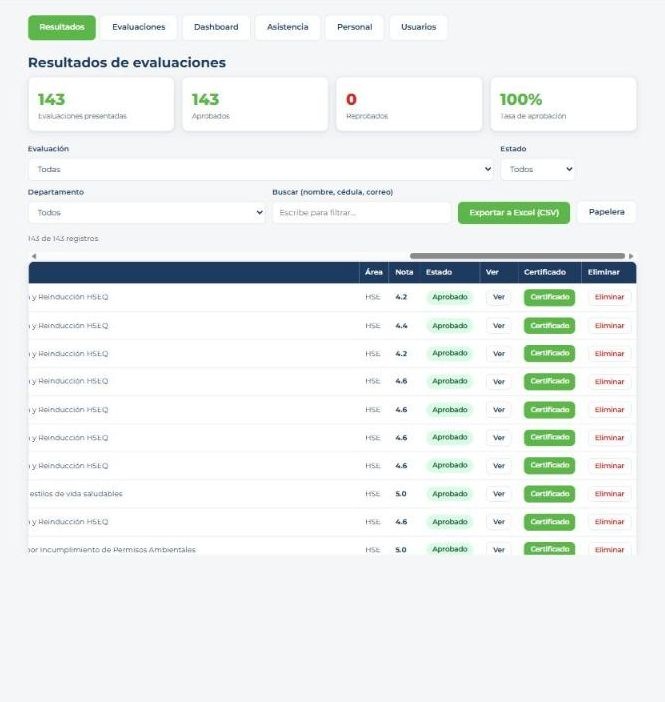 Resultados Evaluaciones Dashboard Asistencia Personal Usuarios
Resultados de evaluaciones
143 143 0 100%
Evaluaciones presentadas Aprobados Reprobados Tasa de aprobación
Evaluación Estado
Todas Todos
Departamento Buscar (nombre, cédula, correo)
Todos Escribe para filtrar... Exportar a Excel (CSV) Papelera
143 de 143 registros
Área Nota Estado Ver Certificado Eliminar
y Reinducción HSEQ HSE 4.2 Aprobado Ver Certificado Eliminar
y Reinducción HSEQ HSE 4.4 Aprobado Ver Certificado Eliminar
y Reinducción HSEQ HSE 4.2 Aprobado Ver Certificado Eliminar
y Reinducción HSEQ HSE 4.6 Aprobado Ver Certificado Eliminar
y Reinducción HSEQ HSE 4.6 Aprobado Ver Certificado Eliminar
y Reinducción HSEQ HSE 4.6 Aprobado Ver Certificado Eliminar
y Reinducción HSEQ HSE 4.6 Aprobado Ver Certificado Eliminar
estilos de vida saludables HSE 5.0 Aprobado Ver Certificado Eliminar
y Reinducción HSEQ HSE 4.6 Aprobado Ver Certificado Eliminar
por Incumplimiento de Permisos Ambientales HSE 5.0 Aprobado Ver Certificado Eliminar